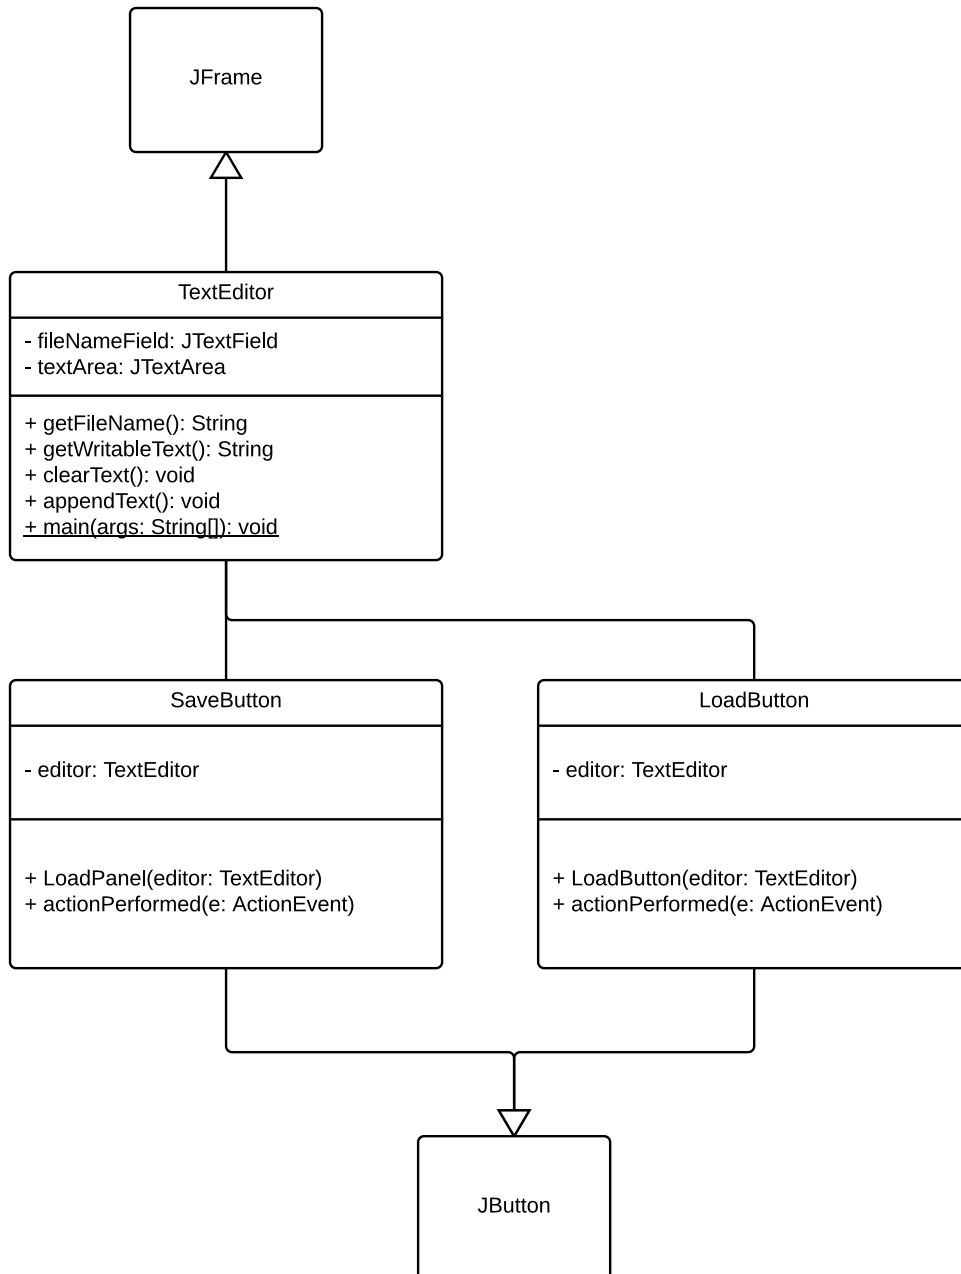 JFrame
TextEditor
- fileNameField: JTextField
- textArea: JTextArea
+ getFileName(): String
+ getWritableText(): String
+ clearText(): void
+ appendText(): void
+ main(args: String[]): void
SaveButton
- editor: TextEditor
+ LoadPanel(editor: TextEditor)
+ actionPerformed(e: ActionEvent)
LoadButton
- editor: TextEditor
+ LoadButton(editor: TextEditor)
+ actionPerformed(e: ActionEvent)
JButton